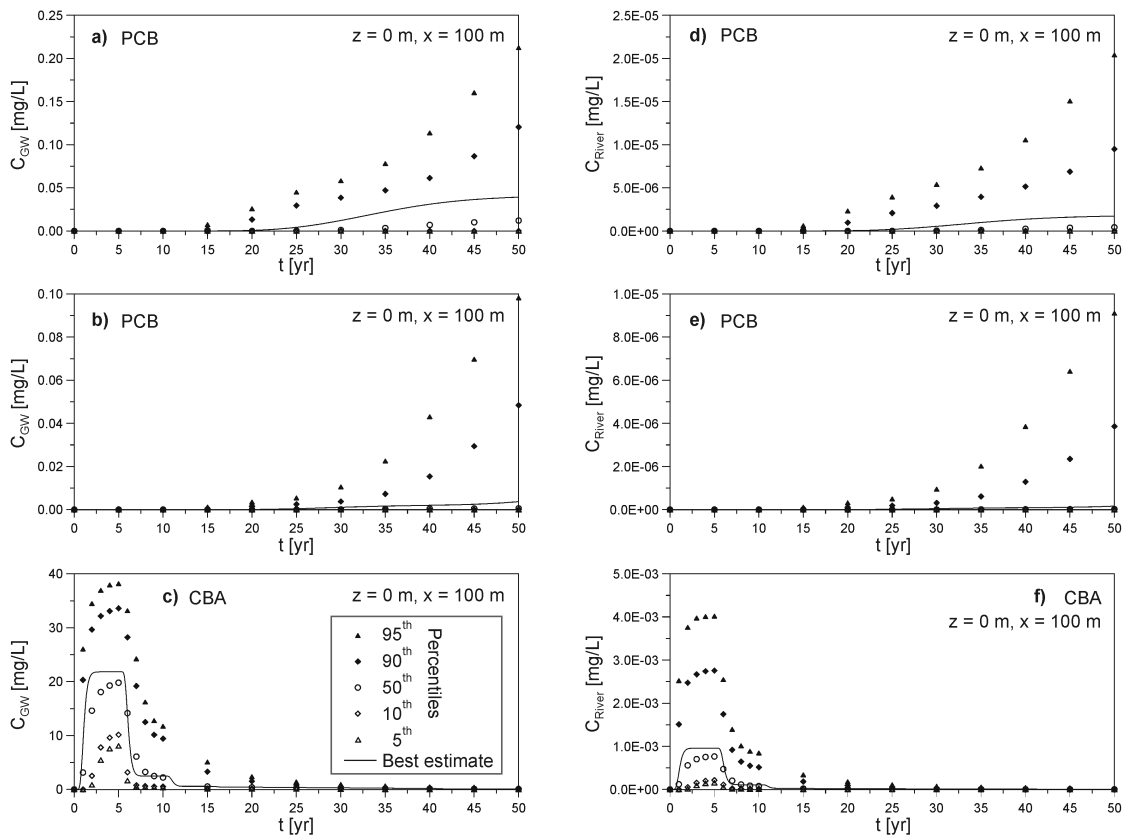 a) PCB
z = 0 m, x = 100 m
C_GW [mg/L]
0.25
0.20
0.15
0.10
0.05
0.00
0 5 10 15 20 25 30 35 40 45 50
t [yr]
d) PCB
z = 0 m, x = 100 m
C_River [mg/L]
2.5E-05
2.0E-05
1.5E-05
1.0E-05
5.0E-06
0.0E+00
0 5 10 15 20 25 30 35 40 45 50
t [yr]
b) PCB
z = 0 m, x = 100 m
C_GW [mg/L]
0.10
0.08
0.06
0.04
0.02
0.00
0 5 10 15 20 25 30 35 40 45 50
t [yr]
e) PCB
z = 0 m, x = 100 m
C_River [mg/L]
1.0E-05
8.0E-06
6.0E-06
4.0E-06
2.0E-06
0.0E+00
0 5 10 15 20 25 30 35 40 45 50
t [yr]
c) CBA
z = 0 m, x = 100 m
C_GW [mg/L]
40
30
20
10
0
0 5 10 15 20 25 30 35 40 45 50
t [yr]
95th
90th
50th
10th
5th
Percentiles
Best estimate
f) CBA
z = 0 m, x = 100 m
C_River [mg/L]
5.0E-03
4.0E-03
3.0E-03
2.0E-03
1.0E-03
0.0E+00
0 5 10 15 20 25 30 35 40 45 50
t [yr]